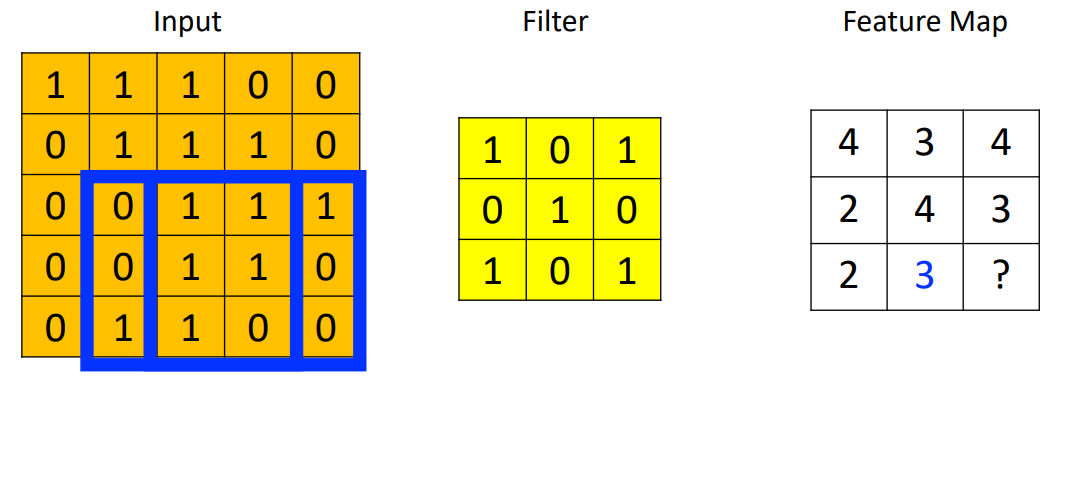 Input
1 1 1 0 0
0 1 1 1 0
0 0 1 1 1
0 0 1 1 0
0 1 1 0 0
Filter
1 0 1
0 1 0
1 0 1
Feature Map
4 3 4
2 4 3
2 3 ?